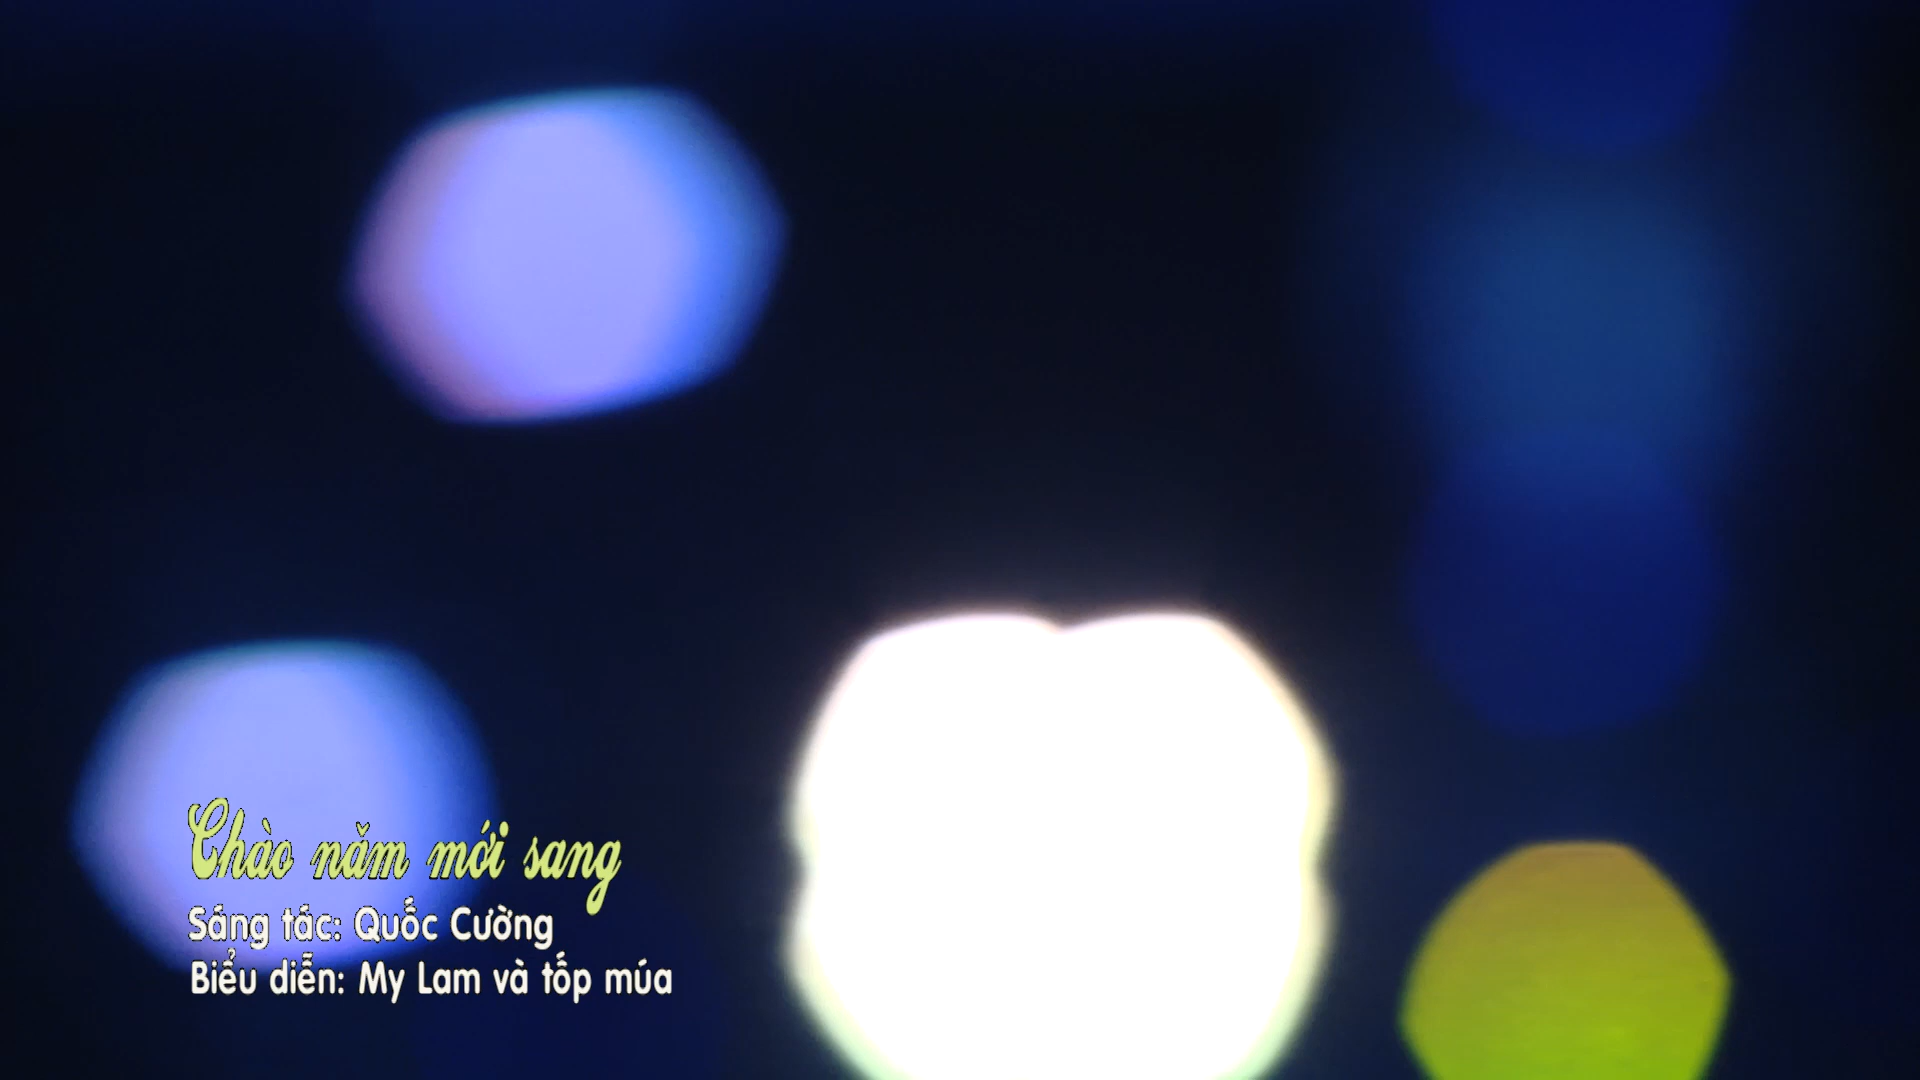 Chào năm mới sang
Sáng tác: Quốc Cường
Biểu diễn: My Lam và tốp múa